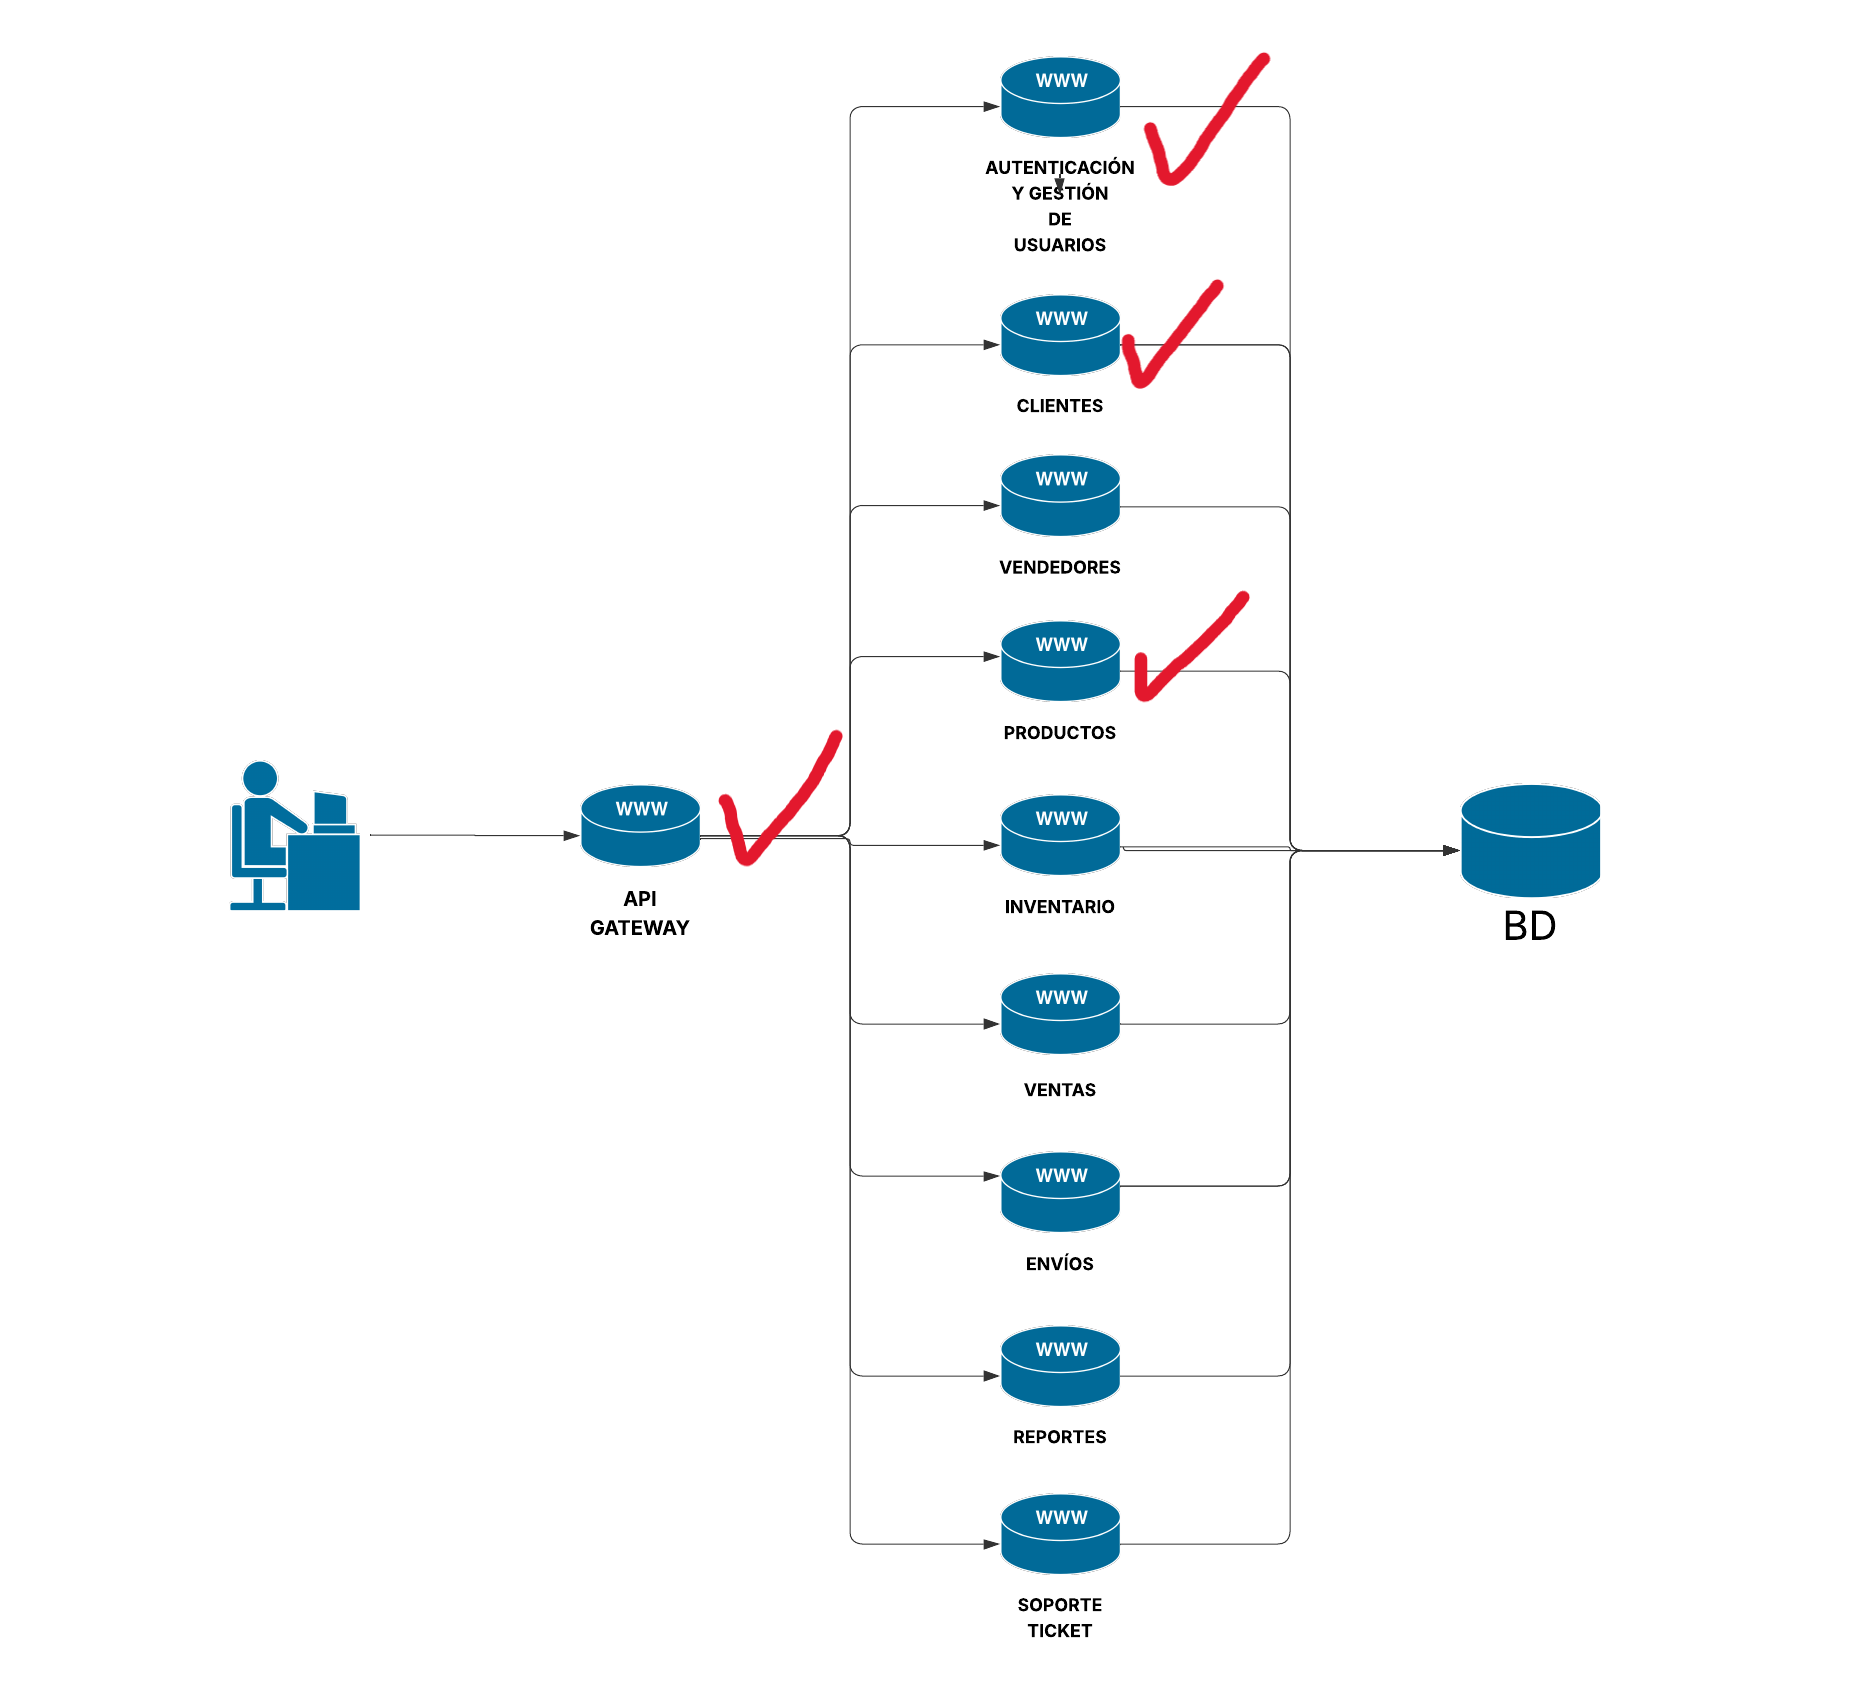 WWW
AUTENTICACIÓN
Y GESTIÓN
DE
USUARIOS
WWW
CLIENTES
WWW
VENDEDORES
WWW
PRODUCTOS
WWW
API
GATEWAY
WWW
INVENTARIO
BD
WWW
VENTAS
WWW
ENVÍOS
WWW
REPORTES
WWW
SOPORTE
TICKET